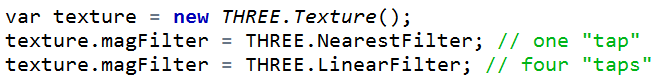 var texture = new THREE.Texture();
texture.magFilter = THREE.NearestFilter; // one "tap"
texture.magFilter = THREE.LinearFilter; // four "taps"